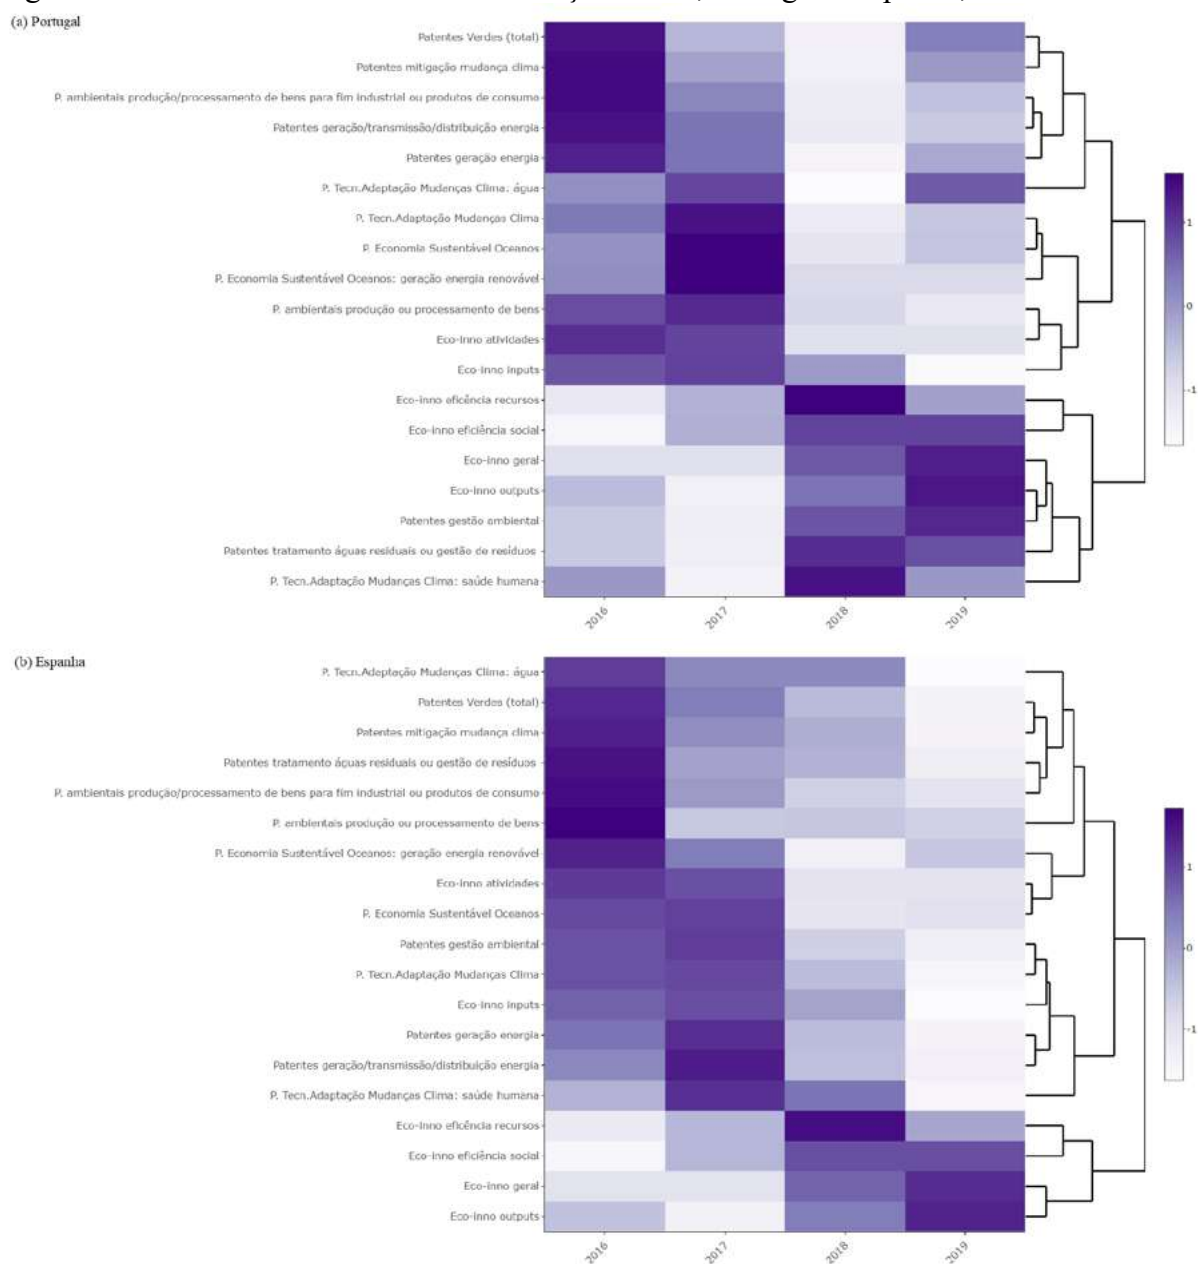 (a) Portugal
Patentes Verdes (total)
Patentes mitigação mudança clima
P. ambientais produção/processamento de bens para fim industrial ou produtos de consumo
Patentes geração/transmissão/distribuição energia
Patentes geração energia
P. Tecn.Adaptação Mudanças Clima: água
P. Tecn.Adaptação Mudanças Clima
P. Economia Sustentável Oceanos
P. Economia Sustentável Oceanos: geração energia renovável
P. ambientais produção ou processamento de bens
Eco-inno atividades
Eco-inno inputs
Eco-inno eficência recursos
Eco-inno eficiência social
Eco-inno geral
Eco-inno outputs
Patentes gestão ambiental
Patentes tratamento águas residuais ou gestão de resíduos
P. Tecn.Adaptação Mudanças Clima: saúde humana
1
0
-1
2016 2017 2018 2019
(b) Espanha
P. Tecn.Adaptação Mudanças Clima: água
Patentes Verdes (total)
Patentes mitigação mudança clima
Patentes tratamento águas residuais ou gestão de resíduos
P. ambientais produção/processamento de bens para fim industrial ou produtos de consumo
P. ambientais produção ou processamento de bens
P. Economia Sustentável Oceanos: geração energia renovável
Eco-inno atividades
P. Economia Sustentável Oceanos
Patentes gestão ambiental
P. Tecn.Adaptação Mudanças Clima
Eco-inno inputs
Patentes geração energia
Patentes geração/transmissão/distribuição energia
P. Tecn.Adaptação Mudanças Clima: saúde humana
Eco-inno eficência recursos
Eco-inno eficiência social
Eco-inno geral
Eco-inno outputs
1
0
-1
2016 2017 2018 2019